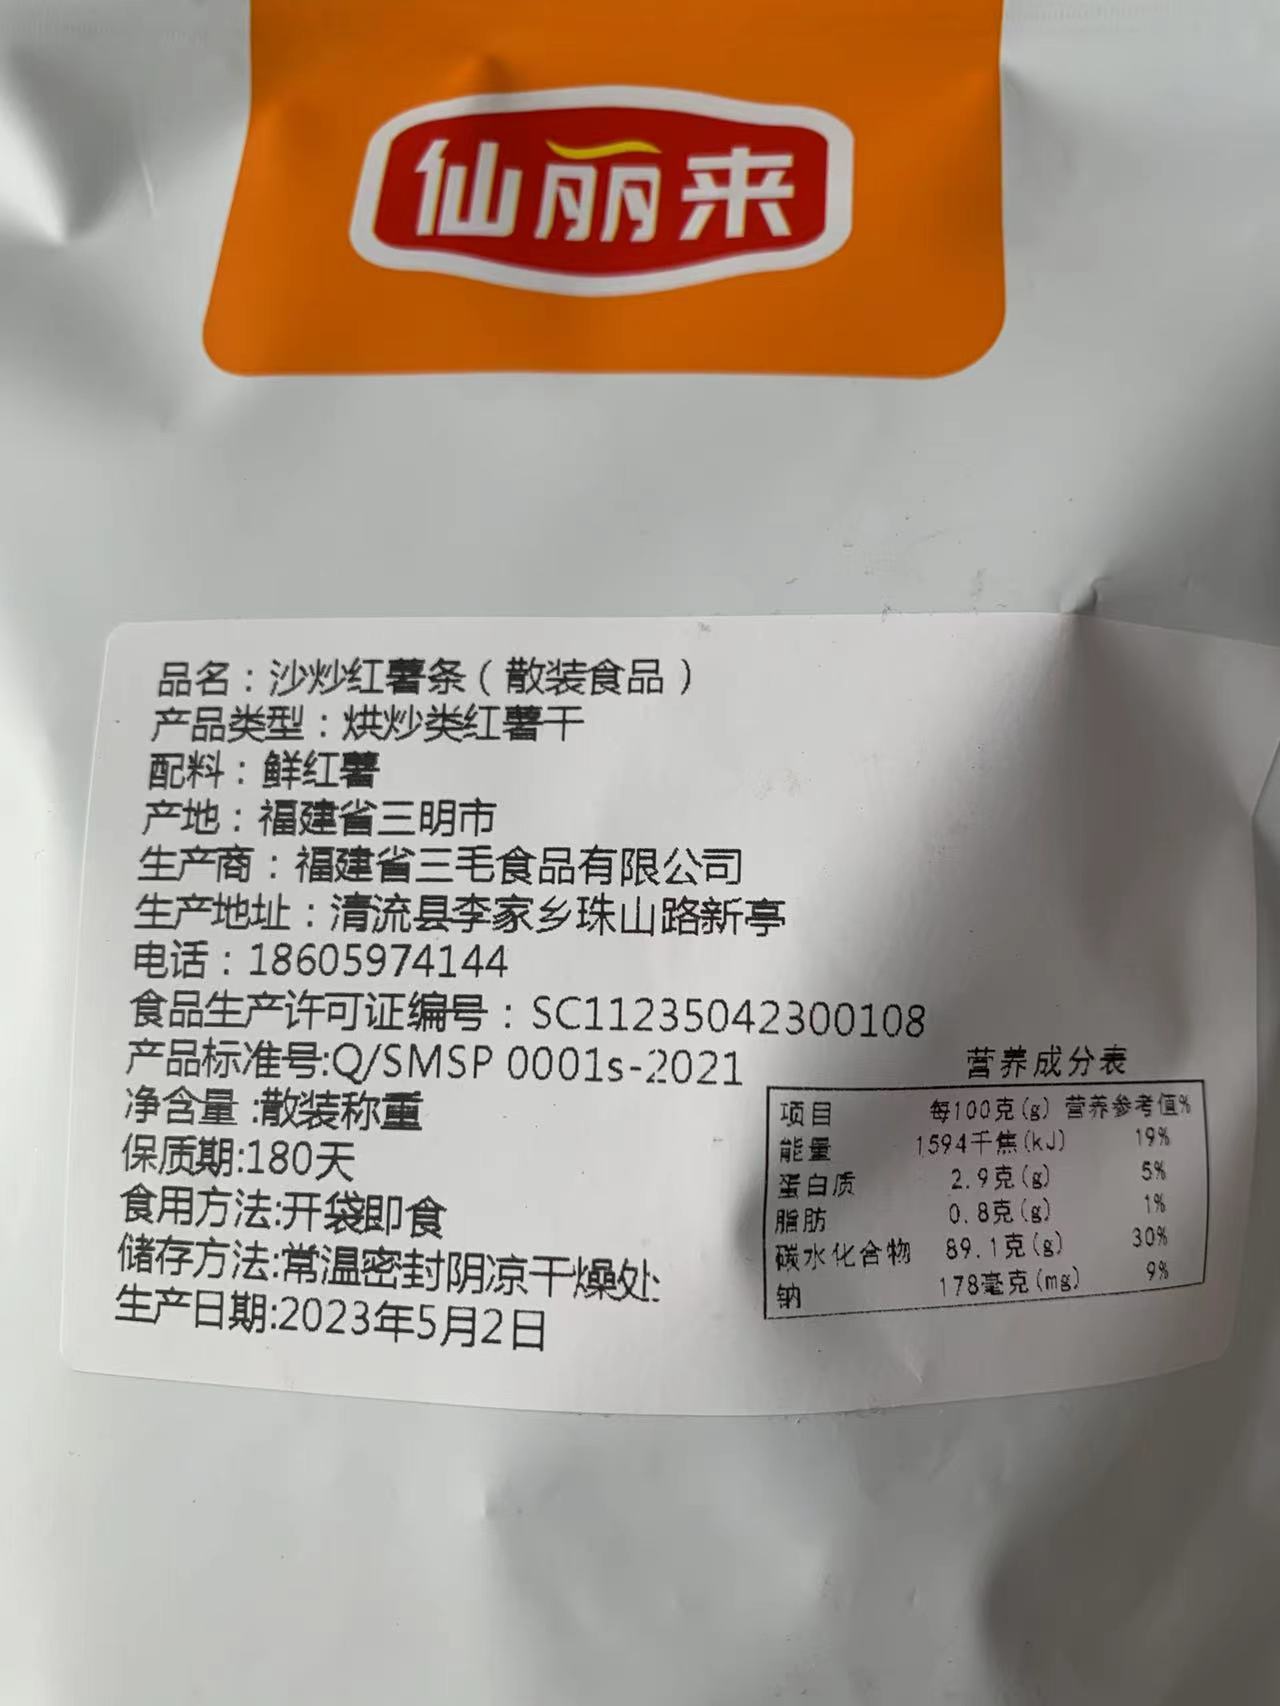 仙丽来
品名：沙炒红薯条（散装食品）
产品类型：烘炒类红薯干
配料：鲜红薯
产地：福建省三明市
生产商：福建省三毛食品有限公司
生产地址：清流县李家乡珠山路新亭
电话：18605974144
食品生产许可证编号：SC11235042300108
产品标准号:Q/SMSP 0001s-2021
净含量:散装称重
保质期:180天
食用方法:开袋即食
储存方法:常温密封阴凉干燥处
生产日期:2023年5月2日
营养成分表
项目 每100克(g) 营养参考值%
能量 1594千焦(kJ) 19%
蛋白质 2.9克(g) 5%
脂肪 0.8克(g) 1%
碳水化合物 89.1克(g) 30%
钠 178毫克(mg) 9%